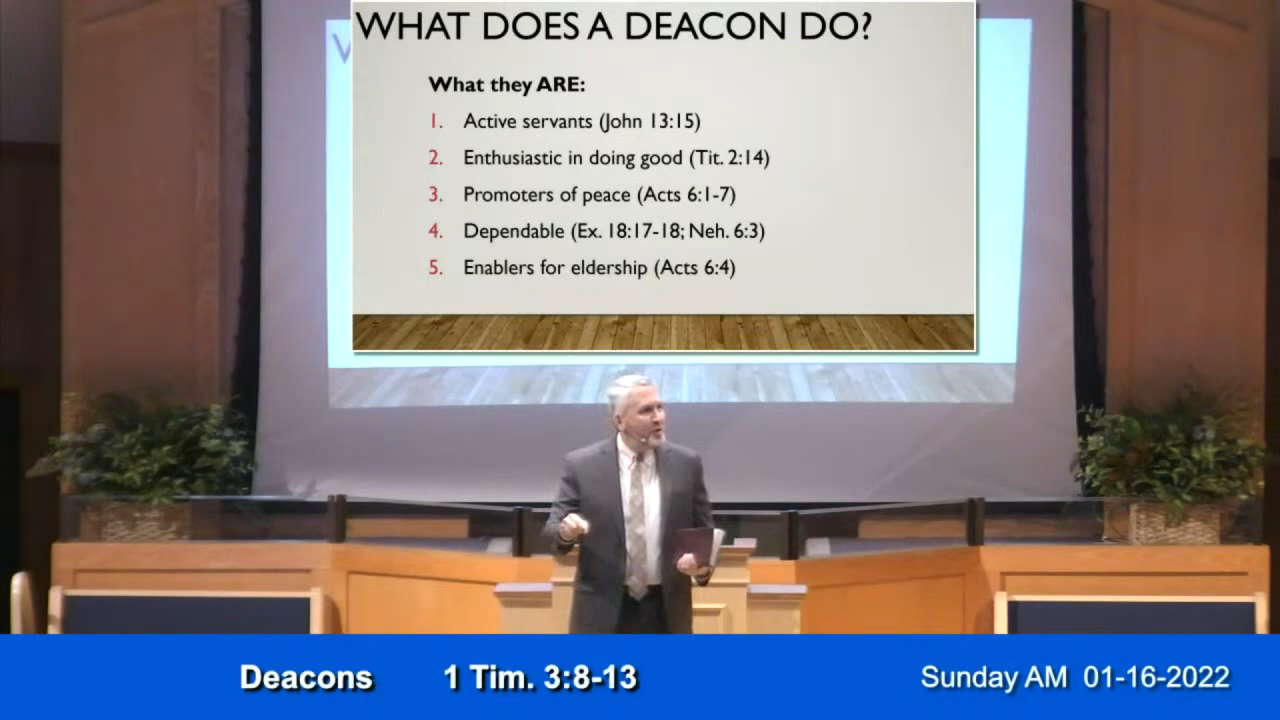 WHAT DOES A DEACON DO?
What they ARE:
1. Active servants (John 13:15)
2. Enthusiastic in doing good (Tit. 2:14)
3. Promoters of peace (Acts 6:1-7)
4. Dependable (Ex. 18:17-18; Neh. 6:3)
5. Enablers for eldership (Acts 6:4)
Deacons 1 Tim. 3:8-13 Sunday AM 01-16-2022